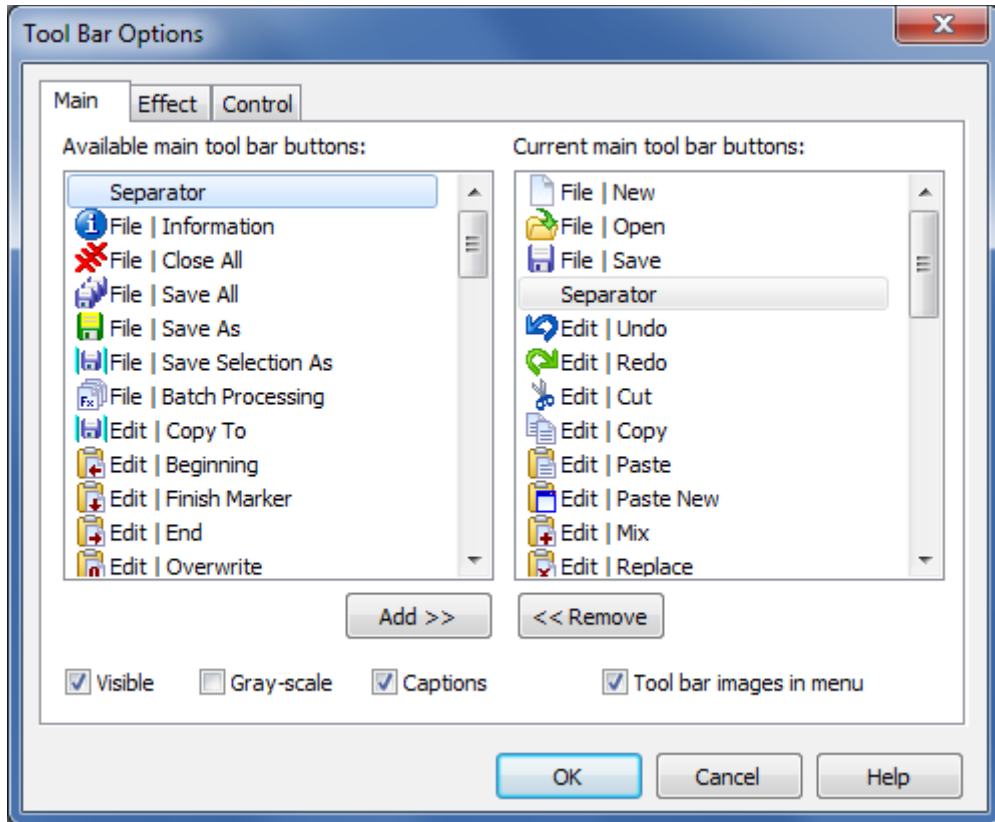 Tool Bar Options
Main Effect Control
Available main tool bar buttons:
Separator
File | Information
File | Close All
File | Save All
File | Save As
File | Save Selection As
File | Batch Processing
Edit | Copy To
Edit | Beginning
Edit | Finish Marker
Edit | End
Edit | Overwrite
Current main tool bar buttons:
File | New
File | Open
File | Save
Separator
Edit | Undo
Edit | Redo
Edit | Cut
Edit | Copy
Edit | Paste
Edit | Paste New
Edit | Mix
Edit | Replace
Add >> << Remove
Visible Gray-scale Captions Tool bar images in menu
OK Cancel Help